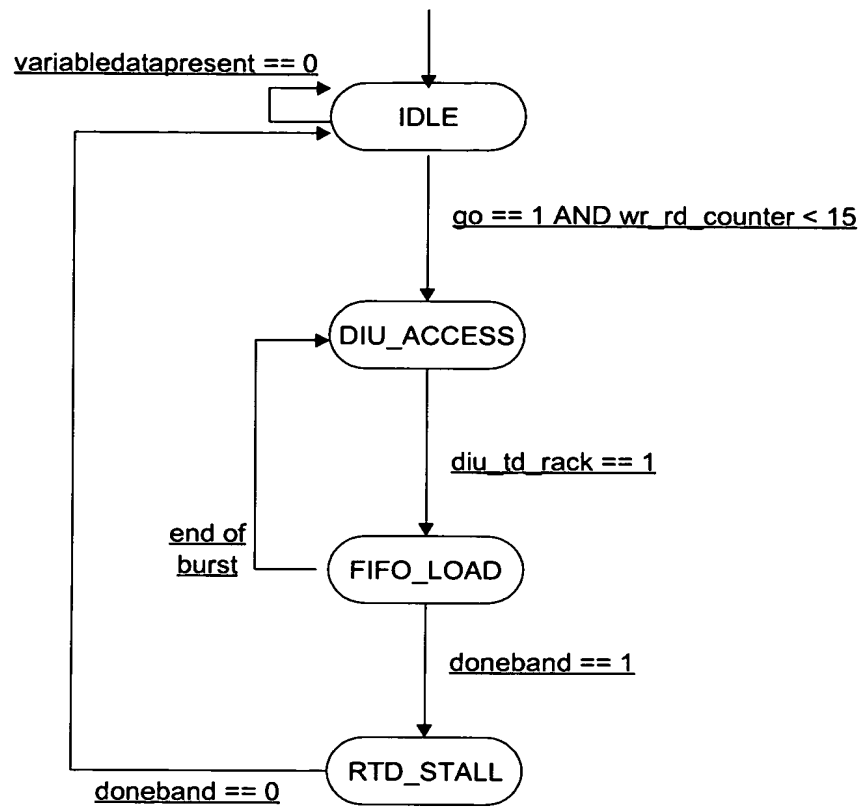 variabledatapresent == 0
IDLE
go == 1 AND wr_rd_counter < 15
DIU_ACCESS
diu_td_rack == 1
end of
burst
FIFO_LOAD
doneband == 1
RTD_STALL
doneband == 0